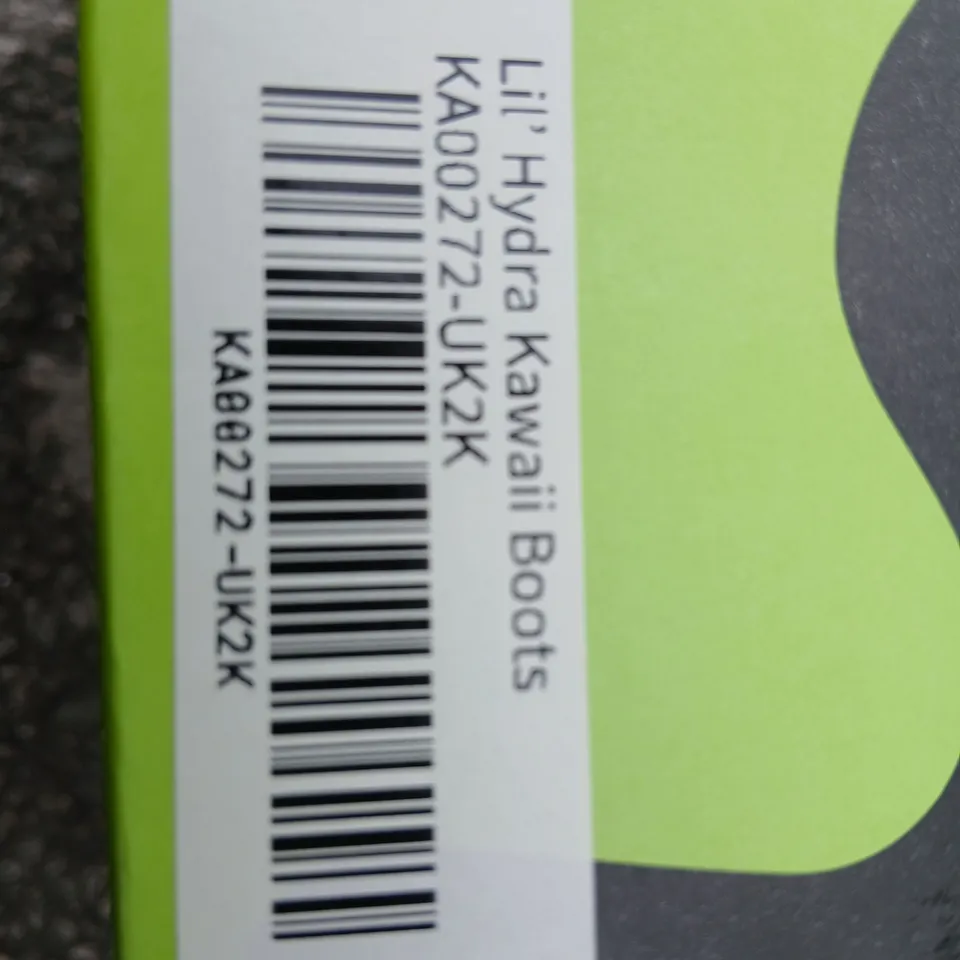 Lil' Hydra Kawaii Boots
KA00272-UK2K
KA00272-UK2K